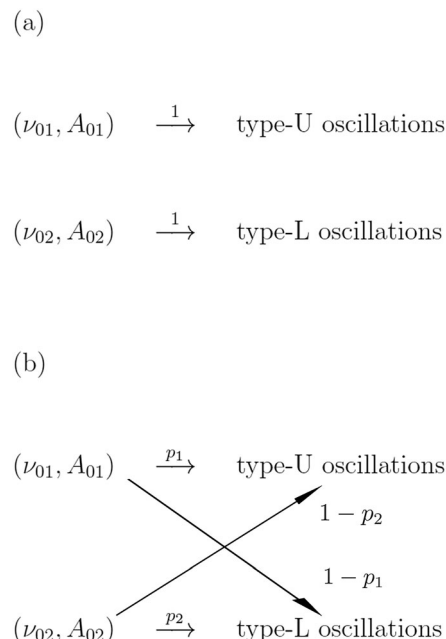 (a)
(ν₀₁, A₀₁) 1→ type-U oscillations
(ν₀₂, A₀₂) 1→ type-L oscillations
(b)
(ν₀₁, A₀₁) p₁→ type-U oscillations
1 − p₂
1 − p₁
(ν₀₂, A₀₂) p₂→ type-L oscillations